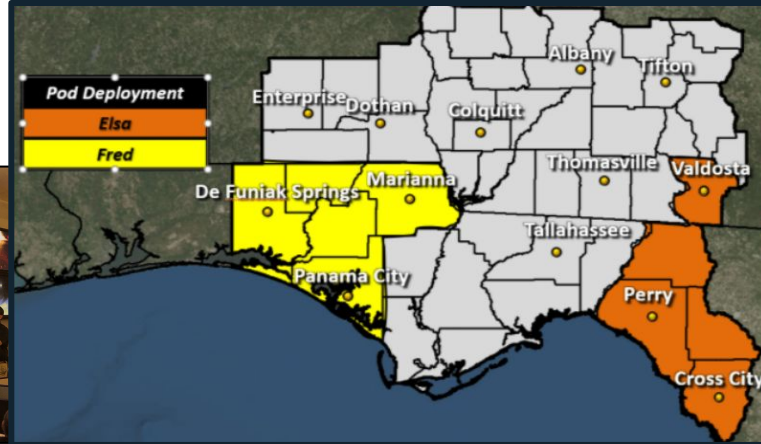 Pod Deployment
Elsa
Fred
Albany
Tifton
Enterprise
Dothan
Colquitt
Thomasville
Valdosta
De Funiak Springs
Marianna
Tallahassee
Panama City
Perry
Cross City